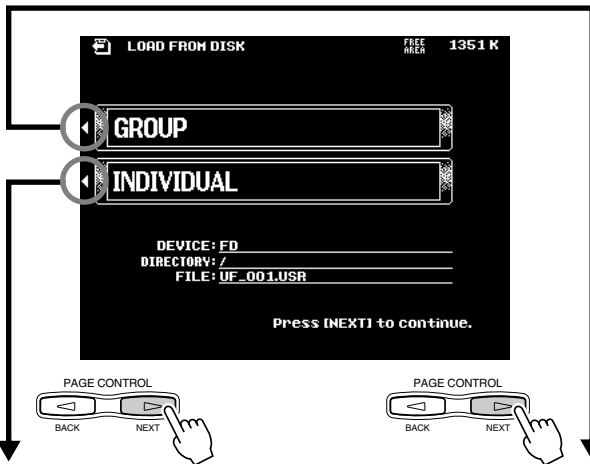 LOAD FROM DISK
FREE AREA 1351 K
GROUP
INDIVIDUAL
DEVICE: FD
DIRECTORY: /
FILE: UF_001.USR
Press [NEXT] to continue.
PAGE CONTROL
BACK NEXT
PAGE CONTROL
BACK NEXT